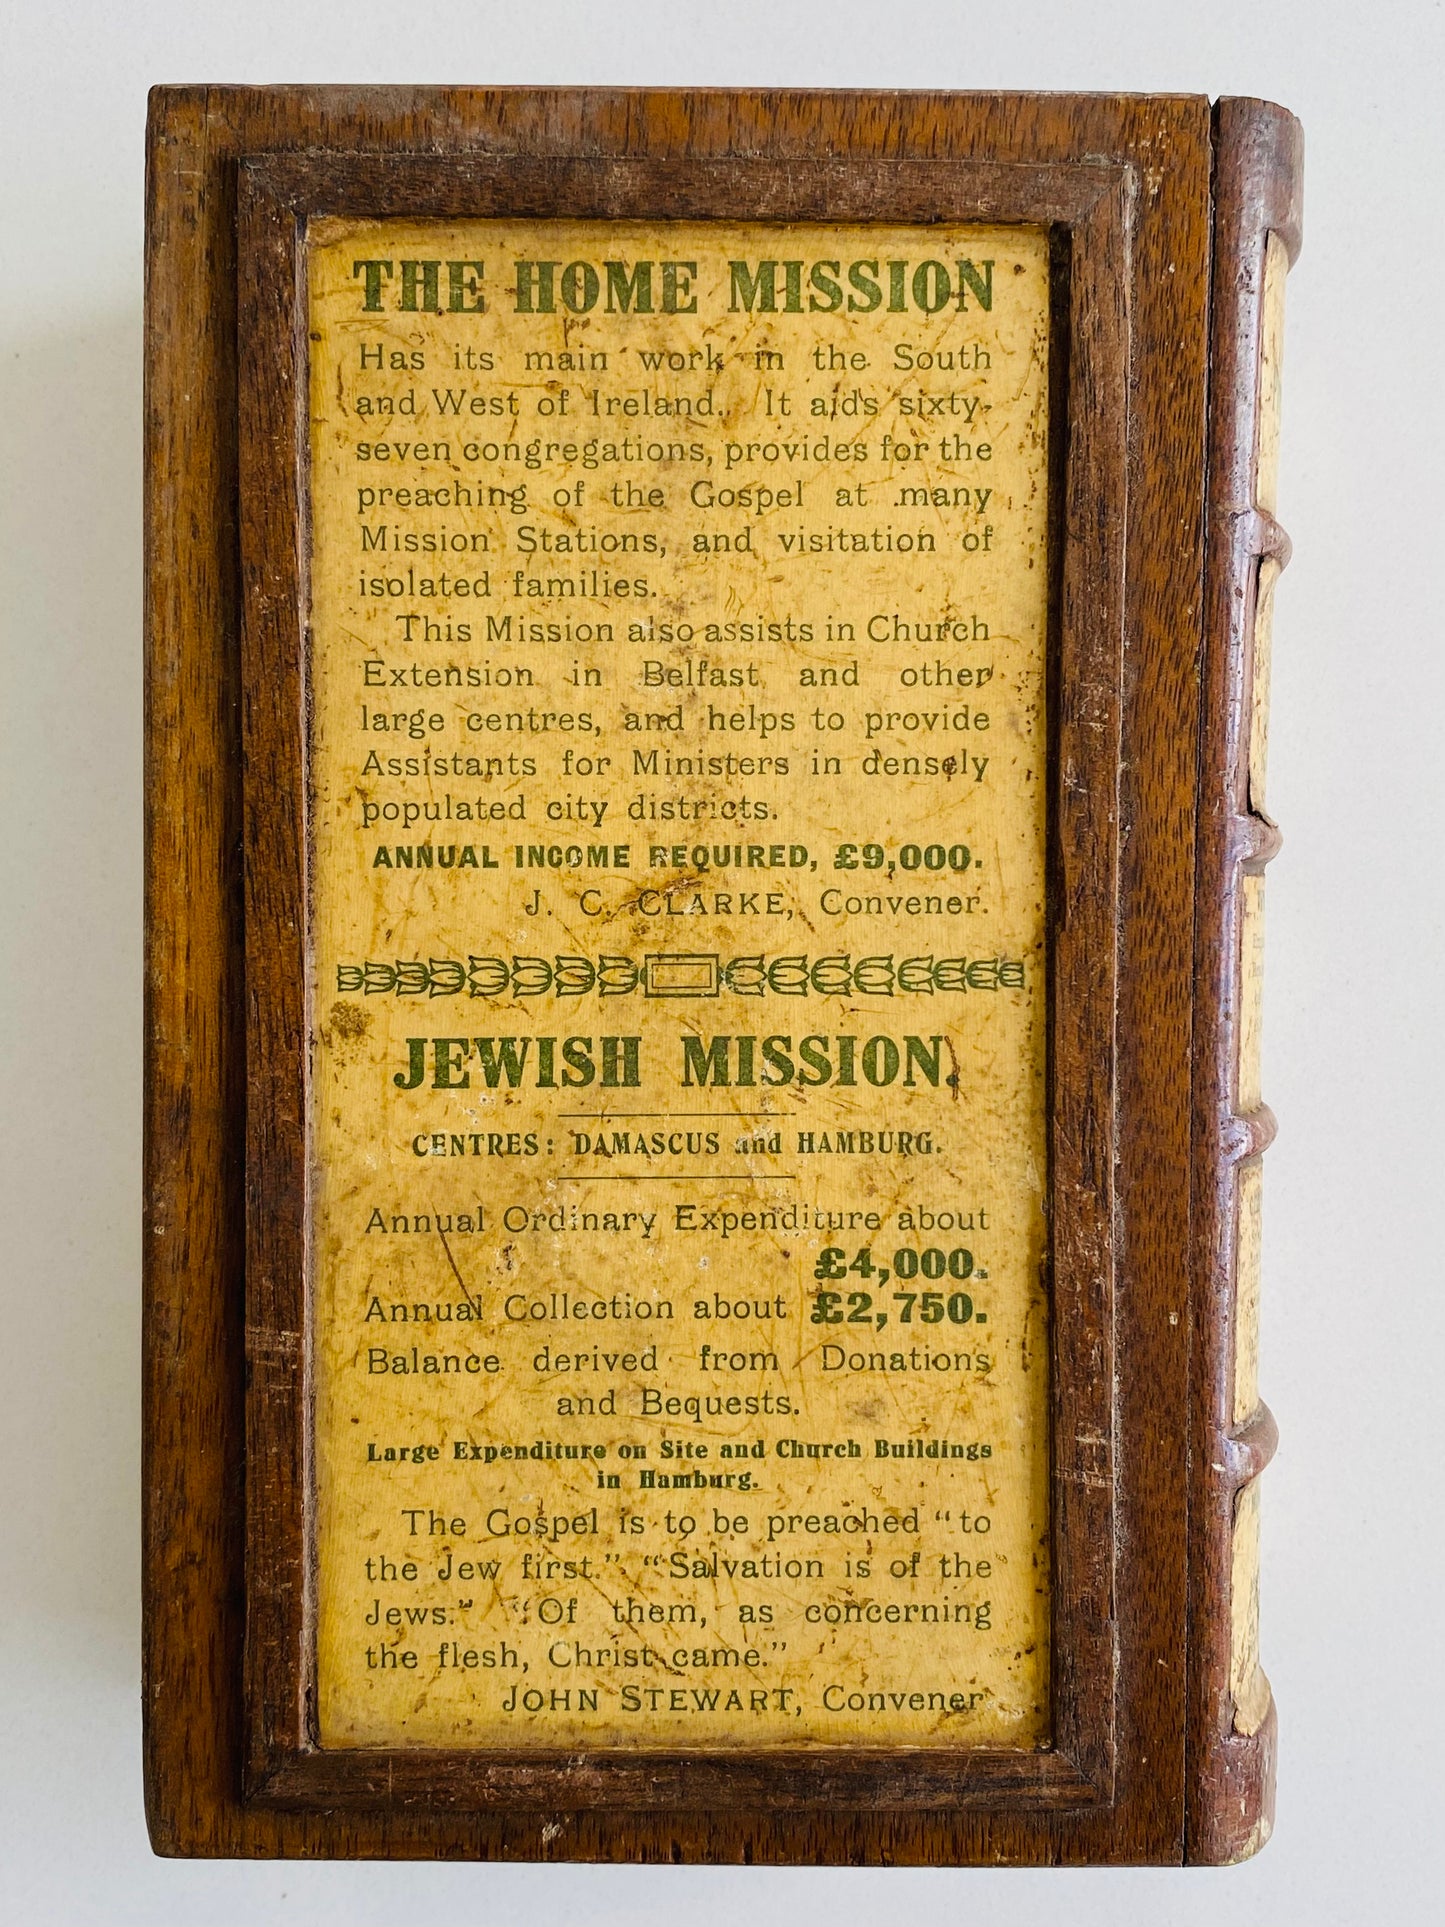 THE HOME MISSION
Has its main work in the South
and West of Ireland. It aids sixty-
seven congregations, provides for the
preaching of the Gospel at many
Mission Stations, and visitation of
isolated families.
This Mission also assists in Church
Extension in Belfast and other
large centres, and helps to provide
Assistants for Ministers in densely
populated city districts.
ANNUAL INCOME REQUIRED, £9,000.
J. C. CLARKE, Convener.
JEWISH MISSION.
CENTRES: DAMASCUS and HAMBURG.
Annual Ordinary Expenditure about
£4,000.
Annual Collection about £2,750.
Balance derived from Donations
and Bequests.
Large Expenditure on Site and Church Buildings
in Hamburg.
The Gospel is to be preached "to
the Jew first." "Salvation is of the
Jews." "Of them, as concerning
the flesh, Christ came."
JOHN STEWART, Convener